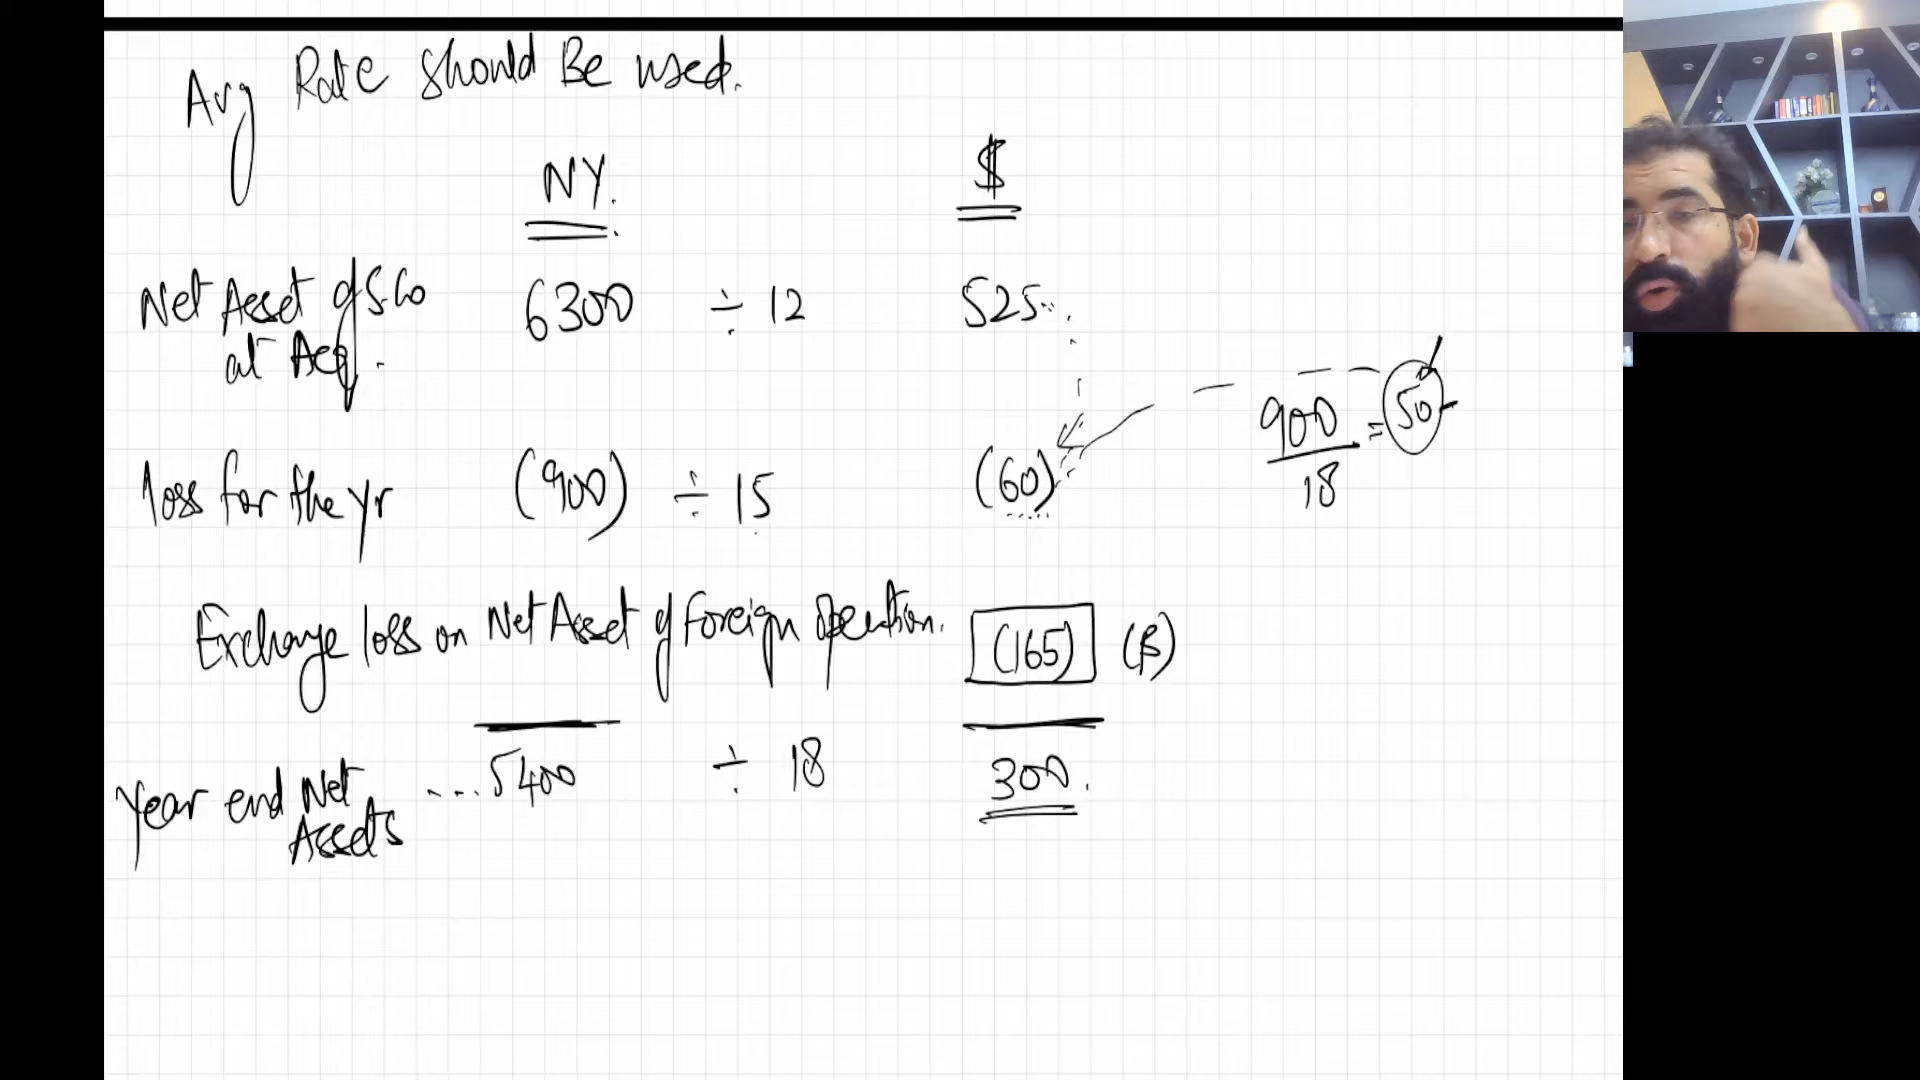 Avg Rate Should Be used.
NY. $
Net Asset of S.Co 6300 ÷ 12 525
at Acq.
900 / 18 = 50
loss for the yr (900) ÷ 15 (60)
Exchange loss on Net Asset of Foreign Operation. (165) (B)
Year end Net Assets ... 5400 ÷ 18 300.